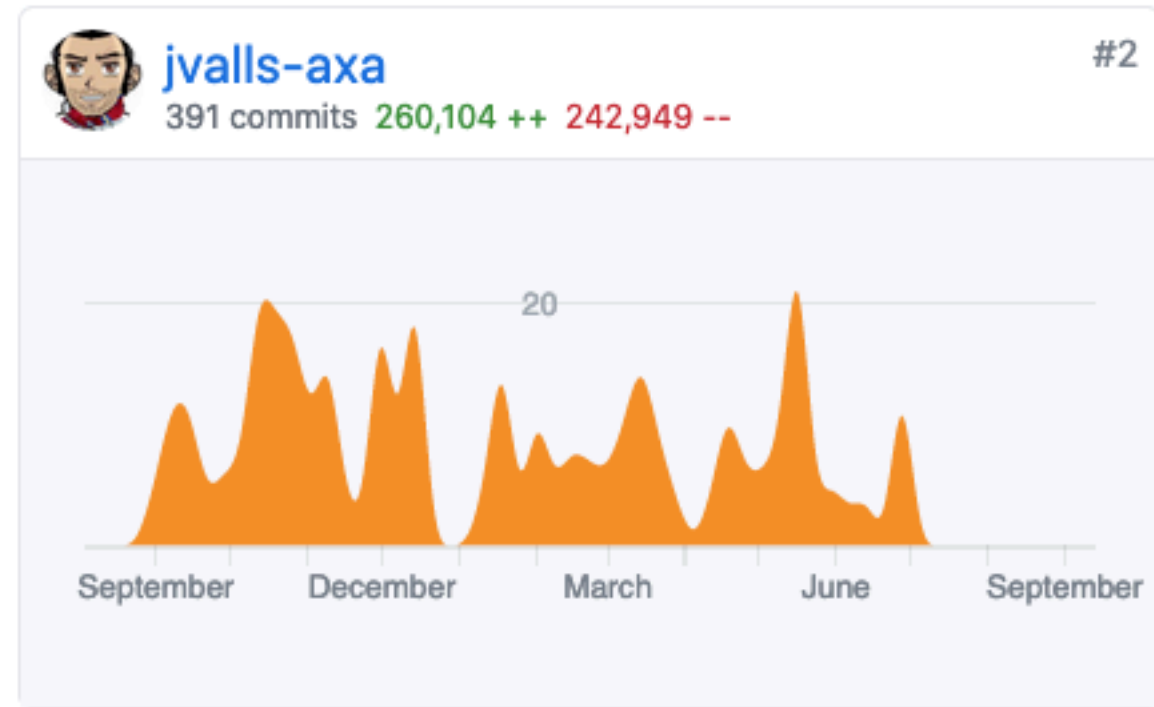 jvalls-axa
#2
391 commits 260,104 ++ 242,949 --
20
September December March June September